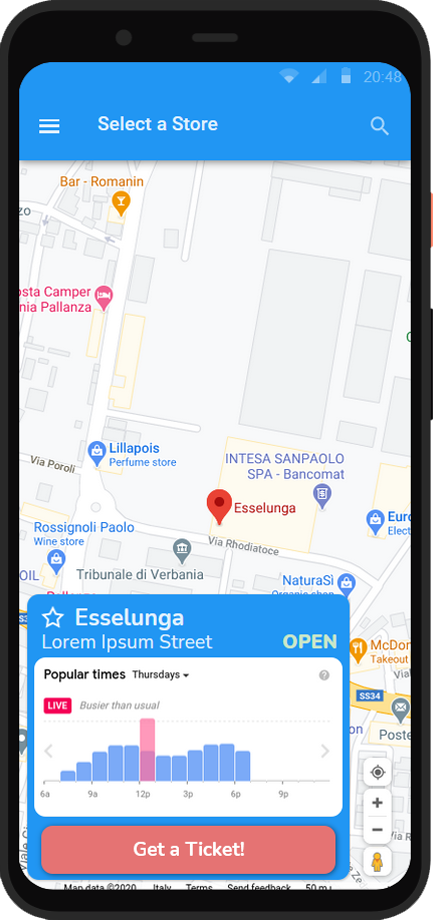 20:48
Select a Store
Bar - Romanin
zo
osta Camper
nia Pallanza
Lillapois
Perfume store
Via Poroli
INTESA SANPAOLO
SPA - Bancomat
Esselunga
Euro
Elect
Rossignoli Paolo
Wine store
Via Rhodiatoce
Tribunale di Verbania
OIL
NaturaSì
Organic shop
Esselunga
Lorem Ipsum Street
OPEN
McDon
Takeout
Popular times Thursdays
?
LIVE Busier than usual
SS34
Poste
6a 9a 12p 3p 6p 9p
+
−
Get a Ticket!
Via R
Viale C
Map data ©2020 Italy Terms Send feedback 50 m